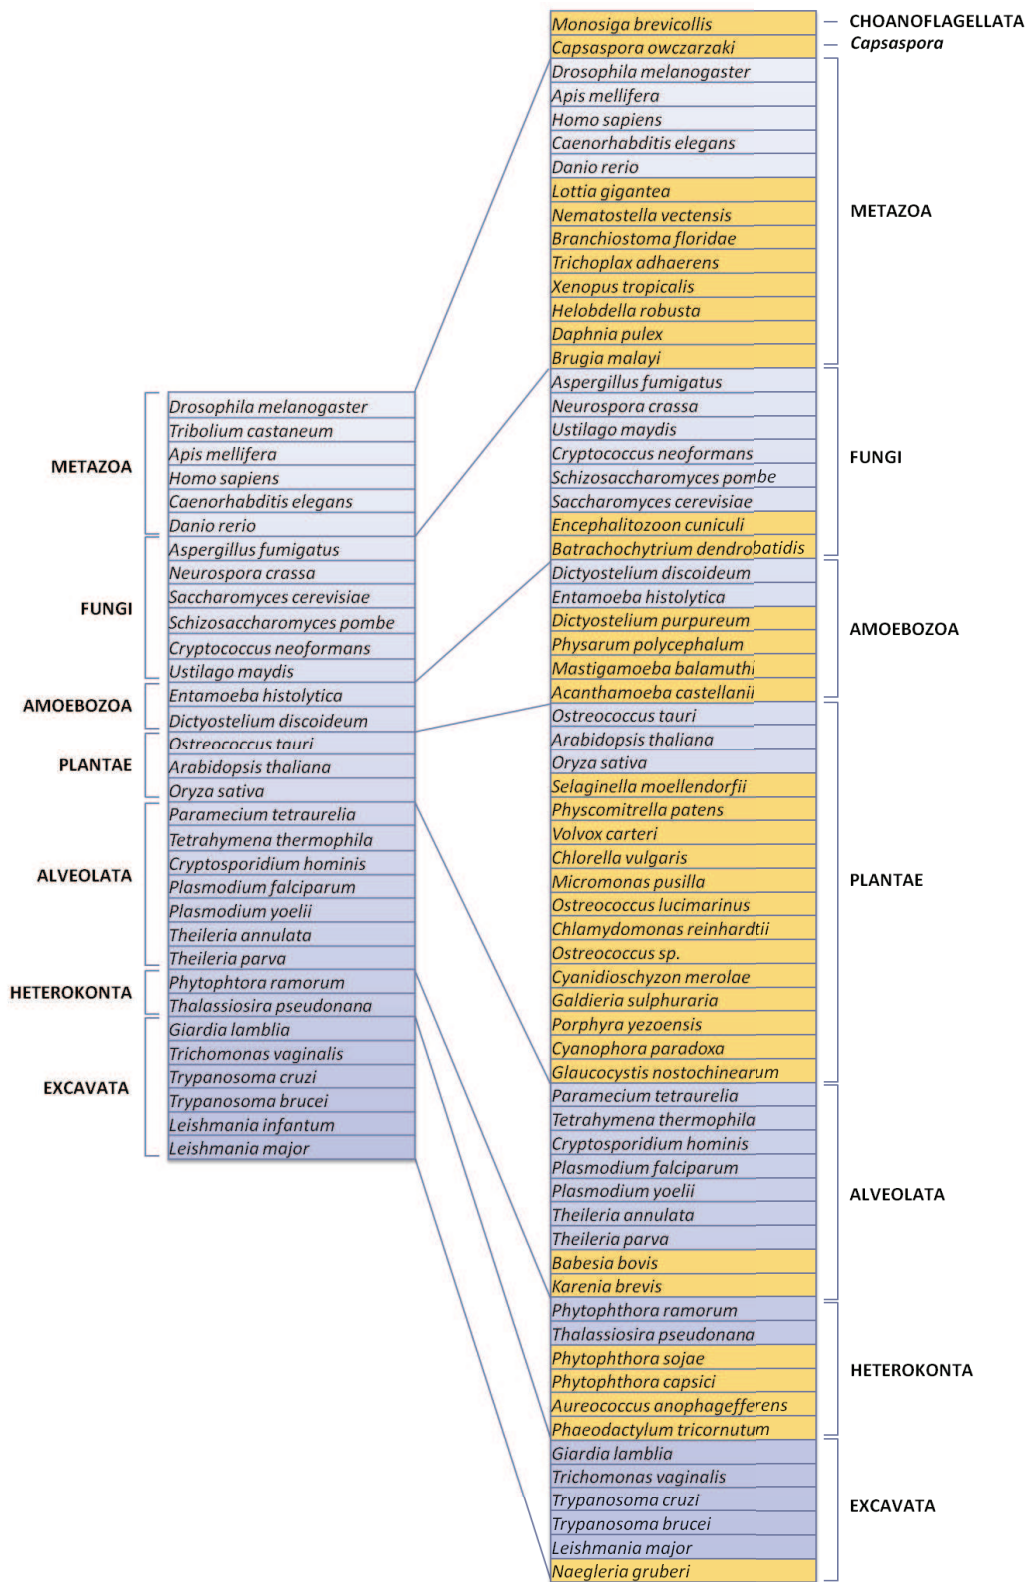 METAZOA
Drosophila melanogaster
Tribolium castaneum
Apis mellifera
Homo sapiens
Caenorhabditis elegans
Danio rerio
FUNGI
Aspergillus fumigatus
Neurospora crassa
Saccharomyces cerevisiae
Schizosaccharomyces pombe
Cryptococcus neoformans
Ustilago maydis
AMOEBOZOA
Entamoeba histolytica
Dictyostelium discoideum
PLANTAE
Ostreococcus tauri
Arabidopsis thaliana
Oryza sativa
ALVEOLATA
Paramecium tetraurelia
Tetrahymena thermophila
Cryptosporidium hominis
Plasmodium falciparum
Plasmodium yoelii
Theileria annulata
Theileria parva
HETEROKONTA
Phytophtora ramorum
Thalassiosira pseudonana
EXCAVATA
Giardia lamblia
Trichomonas vaginalis
Trypanosoma cruzi
Trypanosoma brucei
Leishmania infantum
Leishmania major
Monosiga brevicollis
CHOANOFLAGELLATA
Capsaspora owczarzaki
Capsaspora
Drosophila melanogaster
Apis mellifera
Homo sapiens
Caenorhabditis elegans
Danio rerio
Lottia gigantea
Nematostella vectensis
Branchiostoma floridae
Trichoplax adhaerens
Xenopus tropicalis
Helobdella robusta
Daphnia pulex
Brugia malayi
METAZOA
Aspergillus fumigatus
Neurospora crassa
Ustilago maydis
Cryptococcus neoformans
Schizosaccharomyces pombe
Saccharomyces cerevisiae
Encephalitozoon cuniculi
Batrachochytrium dendrobatidis
FUNGI
Dictyostelium discoideum
Entamoeba histolytica
Dictyostelium purpureum
Physarum polycephalum
Mastigamoeba balamuthi
Acanthamoeba castellanii
AMOEBOZOA
Ostreococcus tauri
Arabidopsis thaliana
Oryza sativa
Selaginella moellendorfii
Physcomitrella patens
Volvox carteri
Chlorella vulgaris
Micromonas pusilla
Ostreococcus lucimarinus
Chlamydomonas reinhardtii
Ostreococcus sp.
Cyanidioschyzon merolae
Galdieria sulphuraria
Porphyra yezoensis
Cyanophora paradoxa
Glaucocystis nostochinearum
PLANTAE
Paramecium tetraurelia
Tetrahymena thermophila
Cryptosporidium hominis
Plasmodium falciparum
Plasmodium yoelii
Theileria annulata
Theileria parva
Babesia bovis
Karenia brevis
ALVEOLATA
Phytophthora ramorum
Thalassiosira pseudonana
Phytophthora sojae
Phytophthora capsici
Aureococcus anophagefferens
Phaeodactylum tricornutum
HETEROKONTA
Giardia lamblia
Trichomonas vaginalis
Trypanosoma cruzi
Trypanosoma brucei
Leishmania major
Naegleria gruberi
EXCAVATA